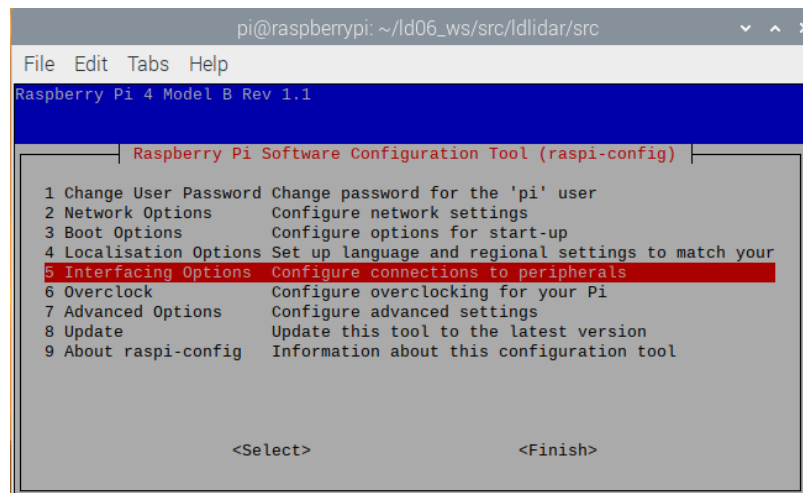 pi@raspberrypi: ~/ld06_ws/src/ldlidar/src
File Edit Tabs Help
Raspberry Pi 4 Model B Rev 1.1
Raspberry Pi Software Configuration Tool (raspi-config)
1 Change User Password Change password for the 'pi' user
2 Network Options Configure network settings
3 Boot Options Configure options for start-up
4 Localisation Options Set up language and regional settings to match your
5 Interfacing Options Configure connections to peripherals
6 Overclock Configure overclocking for your Pi
7 Advanced Options Configure advanced settings
8 Update Update this tool to the latest version
9 About raspi-config Information about this configuration tool
<Select> <Finish>